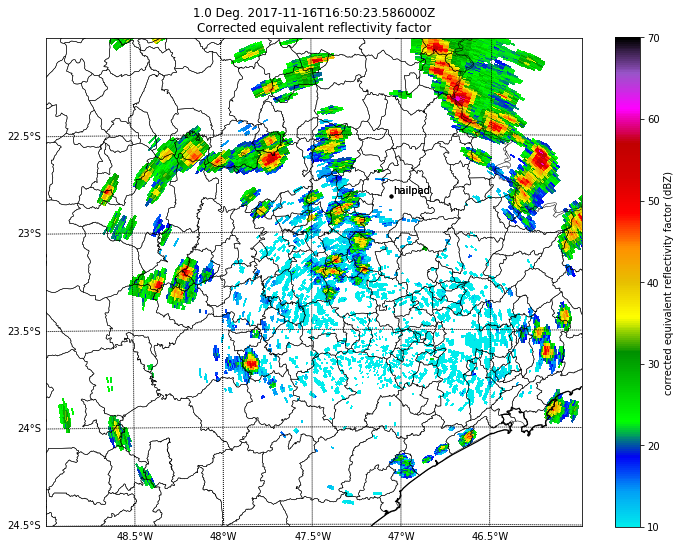 1.0 Deg. 2017-11-16T16:50:23.586000Z
Corrected equivalent reflectivity factor
22.5°S
23°S
23.5°S
24°S
24.5°S
48.5°W
48°W
47.5°W
47°W
46.5°W
hailpad
70
60
50
40
30
20
10
corrected equivalent reflectivity factor (dBZ)